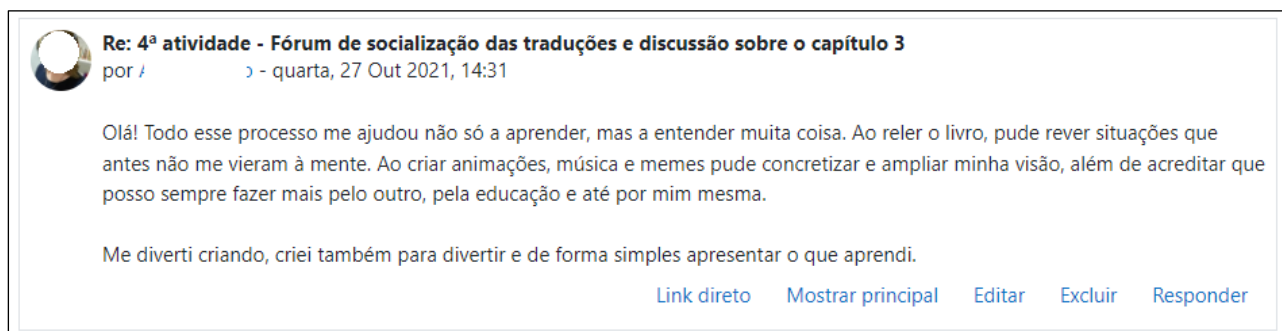 Re: 4ª atividade - Fórum de socialização das traduções e discussão sobre o capítulo 3
por - quarta, 27 Out 2021, 14:31
Olá! Todo esse processo me ajudou não só a aprender, mas a entender muita coisa. Ao reler o livro, pude rever situações que
antes não me vieram à mente. Ao criar animações, música e memes pude concretizar e ampliar minha visão, além de acreditar que
posso sempre fazer mais pelo outro, pela educação e até por mim mesma.
Me diverti criando, criei também para divertir e de forma simples apresentar o que aprendi.
Link direto Mostrar principal Editar Excluir Responder